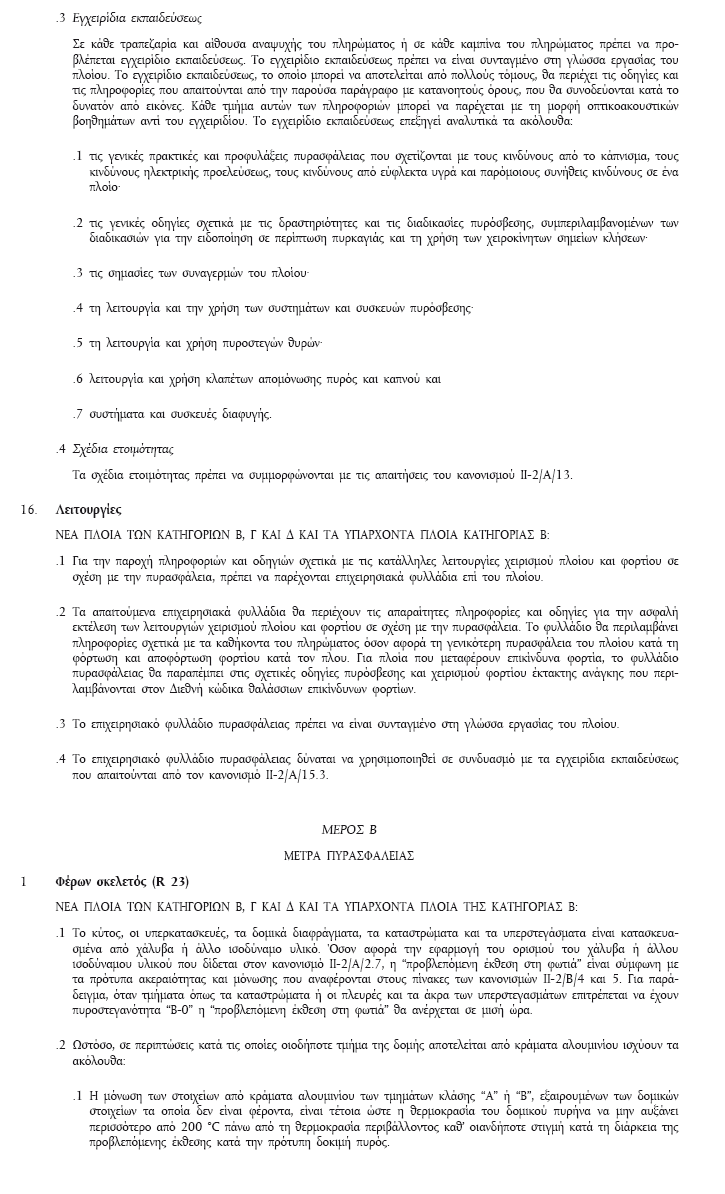 .3 Εγχειρίδια εκπαιδεύσεως
Σε κάθε τραπεζαρία και αίθουσα αναψυχής του πληρώματος ή σε κάθε καμπίνα του πληρώματος πρέπει να προ-
βλέπεται εγχειρίδιο εκπαιδεύσεως. Το εγχειρίδιο εκπαιδεύσεως πρέπει να είναι συνταγμένο στη γλώσσα εργασίας του
πλοίου. Το εγχειρίδιο εκπαιδεύσεως, το οποίο μπορεί να αποτελείται από πολλούς τόμους, θα περιέχει τις οδηγίες και
τις πληροφορίες που απαιτούνται από την παρούσα παράγραφο με κατανοητούς όρους, που θα συνοδεύονται κατά το
δυνατόν από εικόνες. Κάθε τμήμα αυτών των πληροφοριών μπορεί να παρέχεται με τη μορφή οπτικοακουστικών
βοηθημάτων αντί του εγχειριδίου. Το εγχειρίδιο εκπαιδεύσεως επεξηγεί αναλυτικά τα ακόλουθα:
.1 τις γενικές πρακτικές και προφυλάξεις πυρασφάλειας που σχετίζονται με τους κινδύνους από το κάπνισμα, τους
κινδύνους ηλεκτρικής προελεύσεως, τους κινδύνους από εύφλεκτα υγρά και παρόμοιους συνήθεις κινδύνους σε ένα
πλοίο·
.2 τις γενικές οδηγίες σχετικά με τις δραστηριότητες και τις διαδικασίες πυρόσβεσης, συμπεριλαμβανομένων των
διαδικασιών για την ειδοποίηση σε περίπτωση πυρκαγιάς και τη χρήση των χειροκίνητων σημείων κλήσεων·
.3 τις σημασίες των συναγερμών του πλοίου·
.4 τη λειτουργία και την χρήση των συστημάτων και συσκευών πυρόσβεσης·
.5 τη λειτουργία και χρήση πυροστεγών θυρών·
.6 λειτουργία και χρήση κλαπέτων απομόνωσης πυρός και καπνού και
.7 συστήματα και συσκευές διαφυγής.
.4 Σχέδια ετοιμότητας
Τα σχέδια ετοιμότητας πρέπει να συμμορφώνονται με τις απαιτήσεις του κανονισμού II-2/A/13.
16. Λειτουργίες
ΝΕΑ ΠΛΟΙΑ ΤΩΝ ΚΑΤΗΓΟΡΙΩΝ Β, Γ ΚΑΙ Δ ΚΑΙ ΤΑ ΥΠΑΡΧΟΝΤΑ ΠΛΟΙΑ ΚΑΤΗΓΟΡΙΑΣ Β:
.1 Για την παροχή πληροφοριών και οδηγιών σχετικά με τις κατάλληλες λειτουργίες χειρισμού πλοίου και φορτίου σε
σχέση με την πυρασφάλεια, πρέπει να παρέχονται επιχειρησιακά φυλλάδια επί του πλοίου.
.2 Τα απαιτούμενα επιχειρησιακά φυλλάδια θα περιέχουν τις απαραίτητες πληροφορίες και οδηγίες για την ασφαλή
εκτέλεση των λειτουργιών χειρισμού πλοίου και φορτίου σε σχέση με την πυρασφάλεια. Το φυλλάδιο θα περιλαμβάνει
πληροφορίες σχετικά με τα καθήκοντα του πληρώματος όσον αφορά τη γενικότερη πυρασφάλεια του πλοίου κατά τη
φόρτωση και αποφόρτωση φορτίου κατά τον πλου. Για πλοία που μεταφέρουν επικίνδυνα φορτία, το φυλλάδιο
πυρασφάλειας θα παραπέμπει στις σχετικές οδηγίες πυρόσβεσης και χειρισμού φορτίου έκτακτης ανάγκης που περι-
λαμβάνονται στον Διεθνή κώδικα θαλάσσιων επικίνδυνων φορτίων.
.3 Το επιχειρησιακό φυλλάδιο πυρασφάλειας πρέπει να είναι συνταγμένο στη γλώσσα εργασίας του πλοίου.
.4 Το επιχειρησιακό φυλλάδιο πυρασφάλειας δύναται να χρησιμοποιηθεί σε συνδυασμό με τα εγχειρίδια εκπαιδεύσεως
που απαιτούνται από τον κανονισμό II-2/A/15.3.
ΜΕΡΟΣ Β
ΜΕΤΡΑ ΠΥΡΑΣΦΑΛΕΙΑΣ
1 Φέρων σκελετός (R 23)
ΝΕΑ ΠΛΟΙΑ ΤΩΝ ΚΑΤΗΓΟΡΙΩΝ Β, Γ ΚΑΙ Δ ΚΑΙ ΤΑ ΥΠΑΡΧΟΝΤΑ ΠΛΟΙΑ ΤΗΣ ΚΑΤΗΓΟΡΙΑΣ Β:
.1 Το κύτος, οι υπερκατασκευές, τα δομικά διαφράγματα, τα καταστρώματα και τα υπερστεγάσματα είναι κατασκευα-
σμένα από χάλυβα ή άλλο ισοδύναμο υλικό. Όσον αφορά την εφαρμογή του ορισμού του χάλυβα ή άλλου
ισοδύναμου υλικού που δίδεται στον κανονισμό II-2/A/2.7, η “προβλεπόμενη έκθεση στη φωτιά” είναι σύμφωνη με
τα πρότυπα ακεραιότητας και μόνωσης που αναφέρονται στους πίνακες των κανονισμών II-2/B/4 και 5. Για παρά-
δειγμα, όταν τμήματα όπως τα καταστρώματα ή οι πλευρές και τα άκρα των υπερστεγασμάτων επιτρέπεται να έχουν
πυροστεγανότητα “B-0” η “προβλεπόμενη έκθεση στη φωτιά” θα ανέρχεται σε μισή ώρα.
.2 Ωστόσο, σε περιπτώσεις κατά τις οποίες οιοδήποτε τμήμα της δομής αποτελείται από κράματα αλουμινίου ισχύουν τα
ακόλουθα:
.1 Η μόνωση των στοιχείων από κράματα αλουμινίου των τμημάτων κλάσης “A” ή “B”, εξαιρουμένων των δομικών
στοιχείων τα οποία δεν είναι φέροντα, είναι τέτοια ώστε η θερμοκρασία του δομικού πυρήνα να μην αυξάνει
περισσότερο από 200 °C πάνω από τη θερμοκρασία περιβάλλοντος καθ’ οιανδήποτε στιγμή κατά τη διάρκεια της
προβλεπόμενης έκθεσης κατά την πρότυπη δοκιμή πυρός.